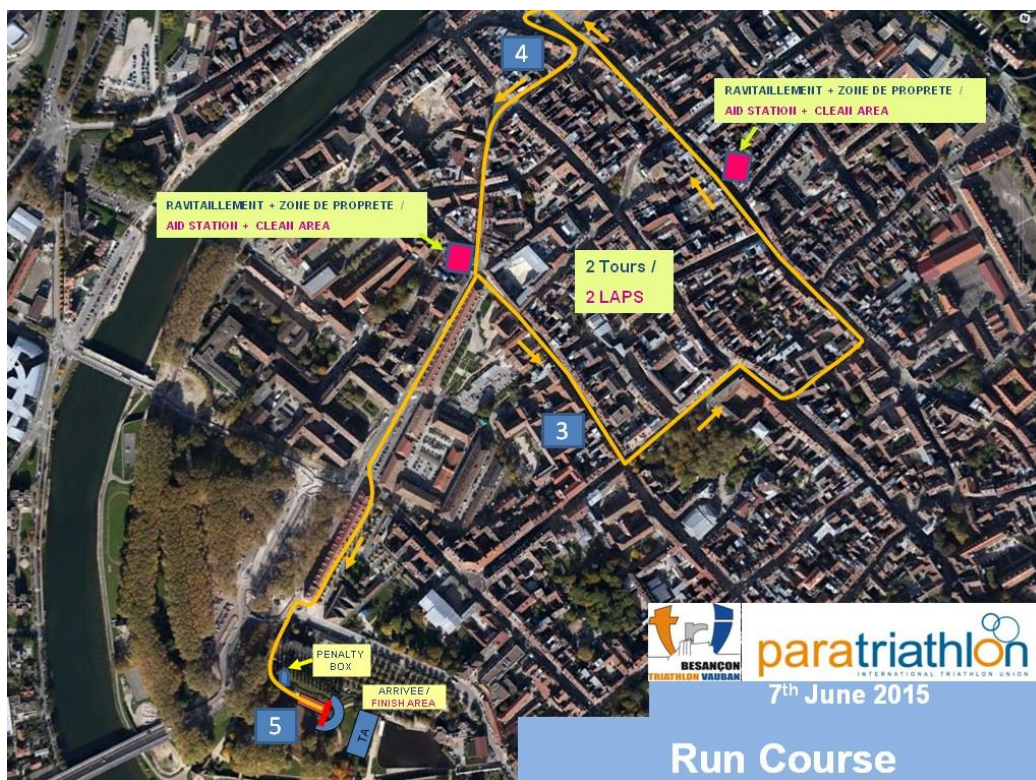 4
RAVITAILLEMENT + ZONE DE PROPRETE /
AID STATION + CLEAN AREA
RAVITAILLEMENT + ZONE DE PROPRETE /
AID STATION + CLEAN AREA
2 Tours /
2 LAPS
3
PENALTY
BOX
ARRIVEE /
FINISH AREA
5
TA
tri
BESANÇON
TRIATHLON VAUBAN
paratriathlon
INTERNATIONAL TRIATHLON UNION
7th June 2015
Run Course